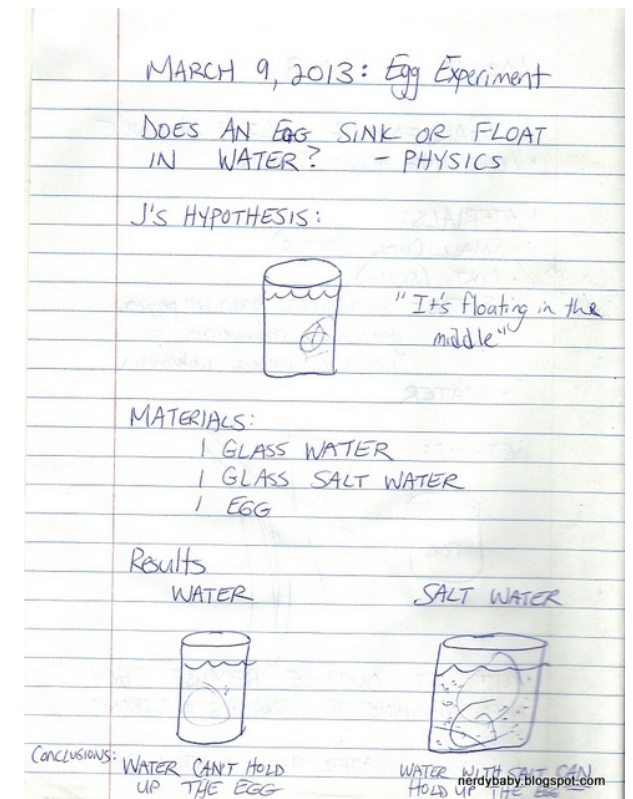 MARCH 9, 2013: Egg Experiment
DOES AN EGG SINK OR FLOAT
IN WATER? - PHYSICS
J'S HYPOTHESIS:
"It's floating in the
middle"
MATERIALS:
1 GLASS WATER
1 GLASS SALT WATER
1 EGG
Results
WATER SALT WATER
CONCLUSIONS:
WATER CAN'T HOLD
UP THE EGG
WATER WITH SALT CAN
HOLD UP THE
nerdybaby.blogspot.com